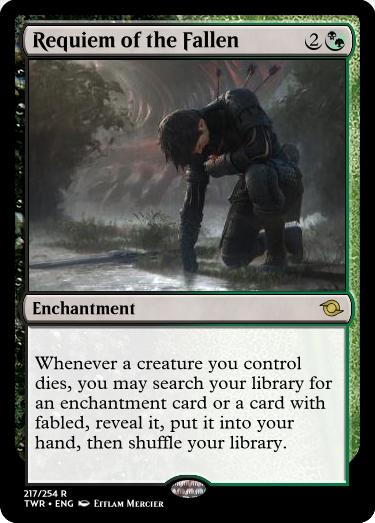 Requiem of the Fallen 2
Enchantment
Whenever a creature you control
dies, you may search your library for
an enchantment card or a card with
fabled, reveal it, put it into your
hand, then shuffle your library.
217/254 R
TWR • ENG Efflam Mercier